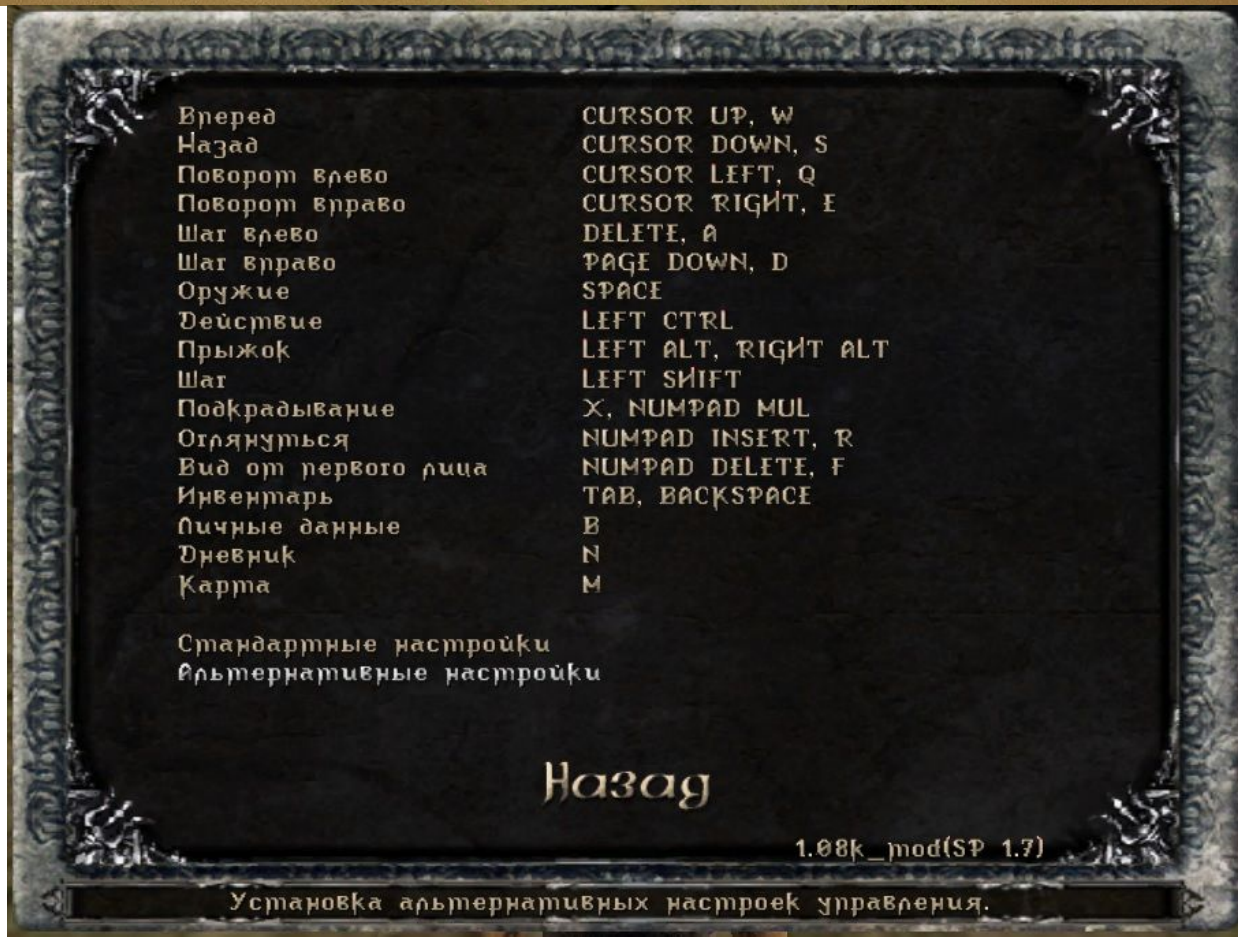 Вперед CURSOR UP, W
Назад CURSOR DOWN, S
Поворот влево CURSOR LEFT, Q
Поворот вправо CURSOR RIGHT, E
Шаг влево DELETE, A
Шаг вправо PAGE DOWN, D
Оружие SPACE
Действие LEFT CTRL
Прыжок LEFT ALT, RIGHT ALT
Шаг LEFT SHIFT
Подкрадывание X, NUMPAD MUL
Оглянуться NUMPAD INSERT, R
Вид от первого лица NUMPAD DELETE, F
Инвентарь TAB, BACKSPACE
Личные данные B
Дневник N
Карта M
Стандартные настройки
Альтернативные настройки
Назад
1.08k_mod(SP 1.7)
Установка альтернативных настроек управления.